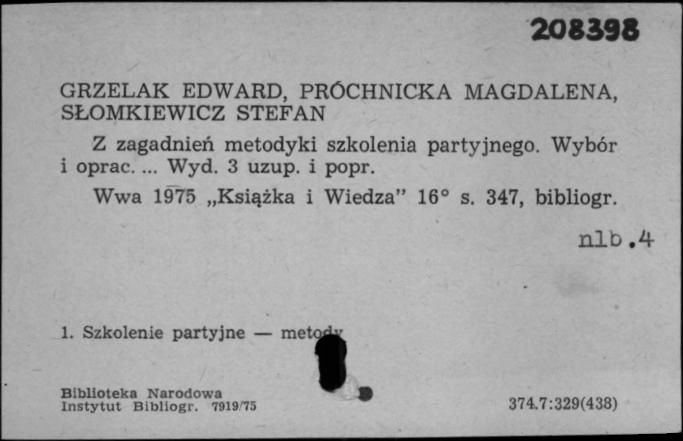 208398
GRZELAK EDWARD, PRÓCHNICKA MAGDALENA,
SŁOMKIEWICZ STEFAN
Z zagadnień metodyki szkolenia partyjnego. Wybór
i oprac. ... Wyd. 3 uzup. i popr.
Wwa 1975 „Książka i Wiedza” 16° s. 347, bibliogr.
nlb.4
1. Szkolenie partyjne — metody
Biblioteka Narodowa
Instytut Bibliogr. 7919/75
374.7:329(438)